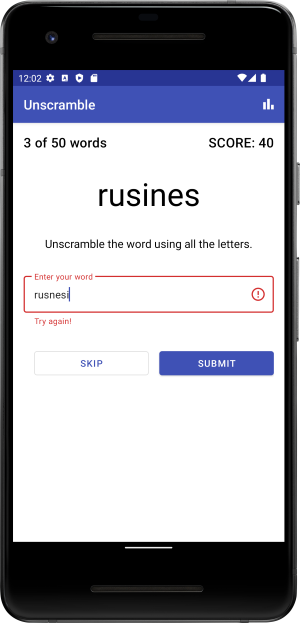 12:02
Unscramble
3 of 50 words SCORE: 40
rusines
Unscramble the word using all the letters.
Enter your word
rusnesi
Try again!
SKIP SUBMIT